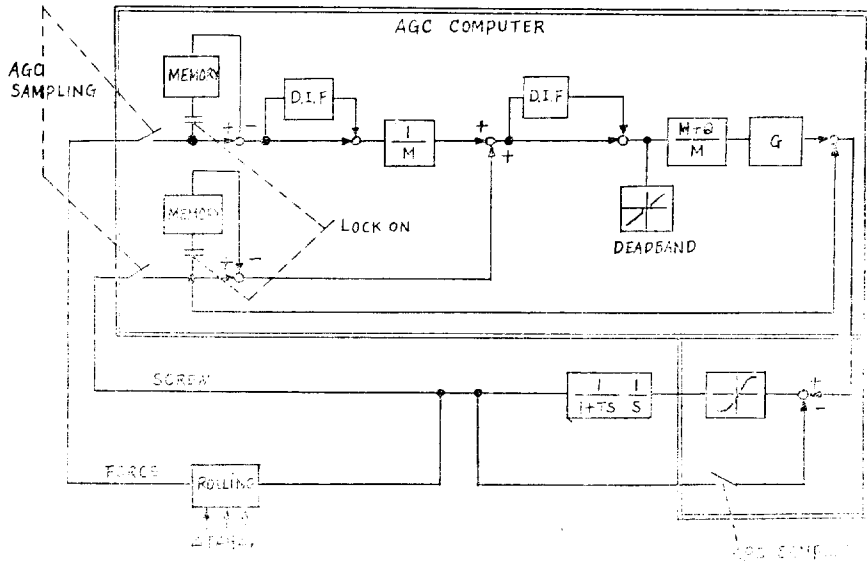 AGC COMPUTER
AGC
SAMPLING
MEMORY
D.I.F
D.I.F
+
-
1
M
+
+
M+Q
M
G
MEMORY
LOCK ON
DEADBAND
+
-
SCREW
1
1+TS
1
S
+
-
FORCE
ROLLING